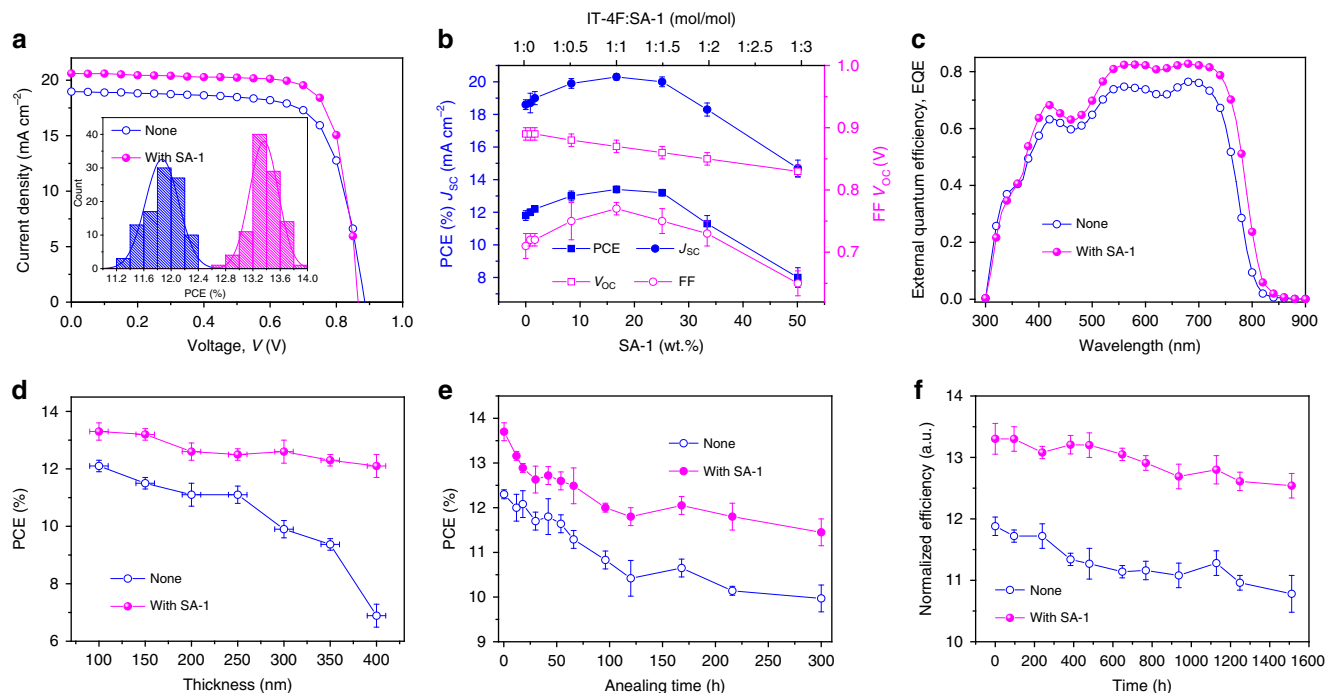 a
Current density (mA cm−2)
20
15
10
5
0
0.0 0.2 0.4 0.6 0.8 1.0
Voltage, V (V)
None
With SA-1
Count
40
30
20
10
0
11.2 11.6 12.0 12.4 12.8 13.2 13.6 14.0
PCE (%)
b
IT-4F:SA-1 (mol/mol)
1:0 1:0.5 1:1 1:1.5 1:2 1:2.5 1:3
PCE (%) JSC (mA cm−2)
20
18
16
14
12
10
8
PCE JSC
VOC FF
0 10 20 30 40 50
SA-1 (wt.%)
1.0
0.9
0.8
0.7
FF VOC (V)
c
External quantum efficiency, EQE
0.8
0.6
0.4
0.2
0.0
None
With SA-1
300 400 500 600 700 800 900
Wavelength (nm)
d
PCE (%)
14
12
10
8
6
None
With SA-1
100 150 200 250 300 350 400
Thickness (nm)
e
PCE (%)
14
13
12
11
10
9
None
With SA-1
0 50 100 150 200 250 300
Anealing time (h)
f
Normalized efficiency (a.u.)
14
13
12
11
10
None
With SA-1
0 200 400 600 800 1000 1200 1400 1600
Time (h)